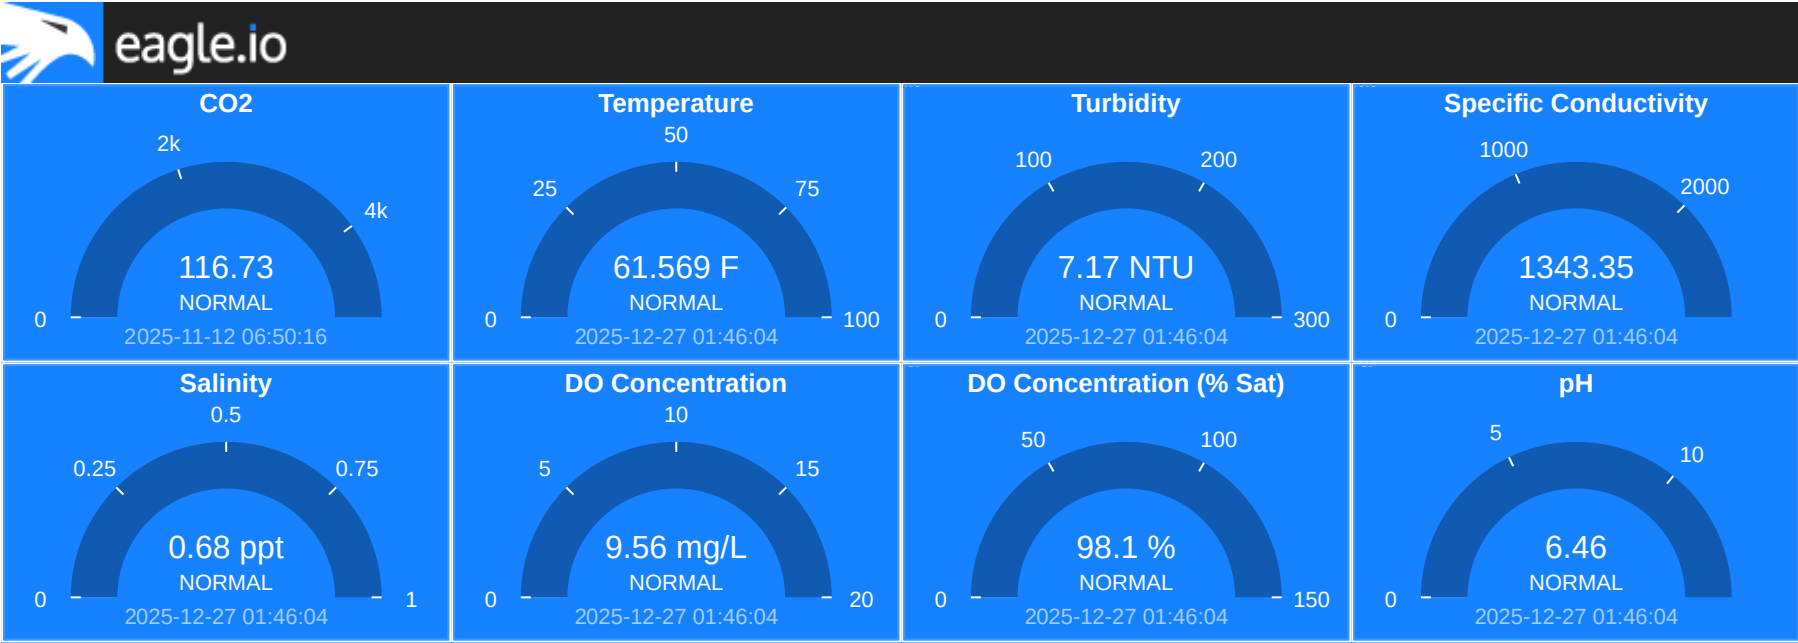 eagle.io
CO2
2k
4k
116.73
NORMAL
0
2025-11-12 06:50:16
Temperature
50
25
75
61.569 F
NORMAL
0
100
2025-12-27 01:46:04
Turbidity
100
200
7.17 NTU
NORMAL
0
300
2025-12-27 01:46:04
Specific Conductivity
1000
2000
1343.35
NORMAL
0
2025-12-27 01:46:04
Salinity
0.5
0.25
0.75
0.68 ppt
NORMAL
0
1
2025-12-27 01:46:04
DO Concentration
10
5
15
9.56 mg/L
NORMAL
0
20
2025-12-27 01:46:04
DO Concentration (% Sat)
50
100
98.1 %
NORMAL
0
150
2025-12-27 01:46:04
pH
5
10
6.46
NORMAL
0
2025-12-27 01:46:04